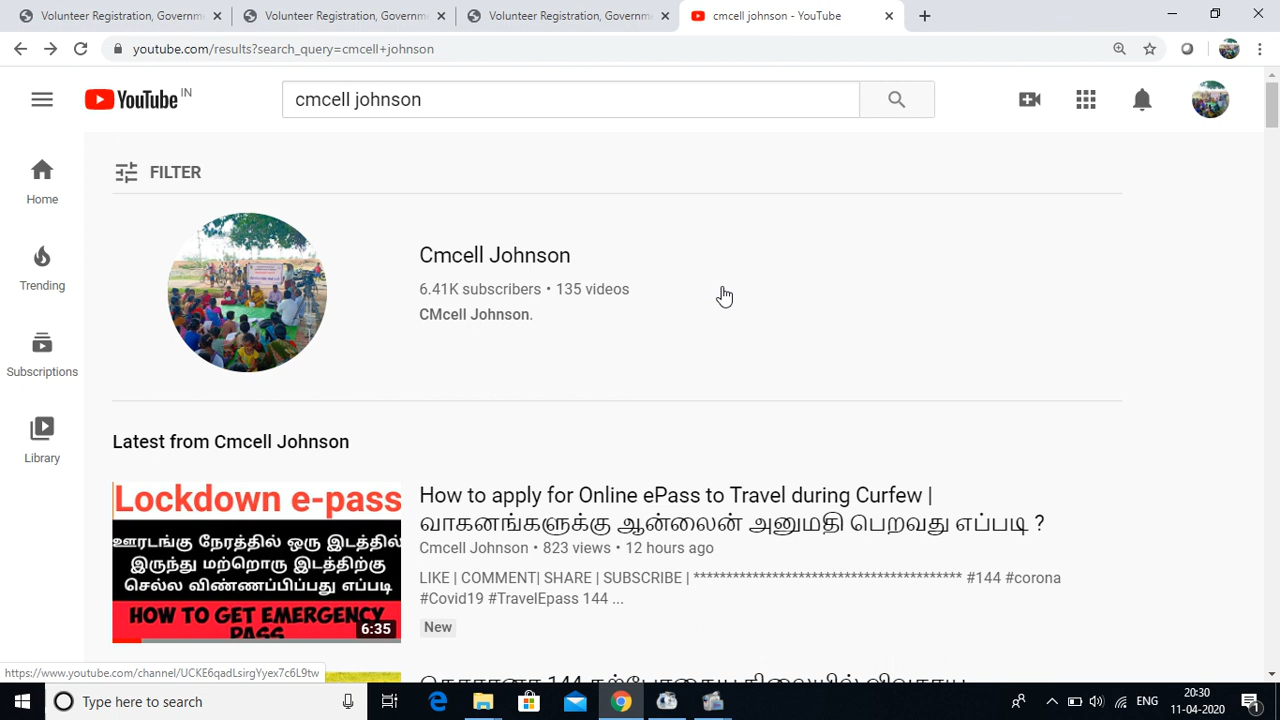 Volunteer Registration, Governm
Volunteer Registration, Governm
Volunteer Registration, Governm
cmcell johnson - YouTube
youtube.com/results?search_query=cmcell+johnson
YouTube IN
cmcell johnson
FILTER
Home
Trending
Subscriptions
Library
Cmcell Johnson
6.41K subscribers • 135 videos
CMcell Johnson.
Latest from Cmcell Johnson
Lockdown e-pass
ஊரடங்கு நேரத்தில் ஒரு இடத்தில்
இருந்து மற்றொரு இடத்திற்கு
செல்ல விண்ணப்பிப்பது எப்படி
HOW TO GET EMERGENCY
PASS
6:35
How to apply for Online ePass to Travel during Curfew |
வாகனங்களுக்கு ஆன்லைன் அனுமதி பெறவது எப்படி ?
Cmcell Johnson • 823 views • 12 hours ago
LIKE | COMMENT| SHARE | SUBSCRIBE | ***************************************** #144 #corona
#Covid19 #TravelEpass 144 ...
New
கொரோனா 144 தற்போதைய நிலையில்
https://www.youtube.com/channel/UCKE6qadLsirgYyex7c6L9tw
Type here to search
ENG
20:30
11-04-2020
1